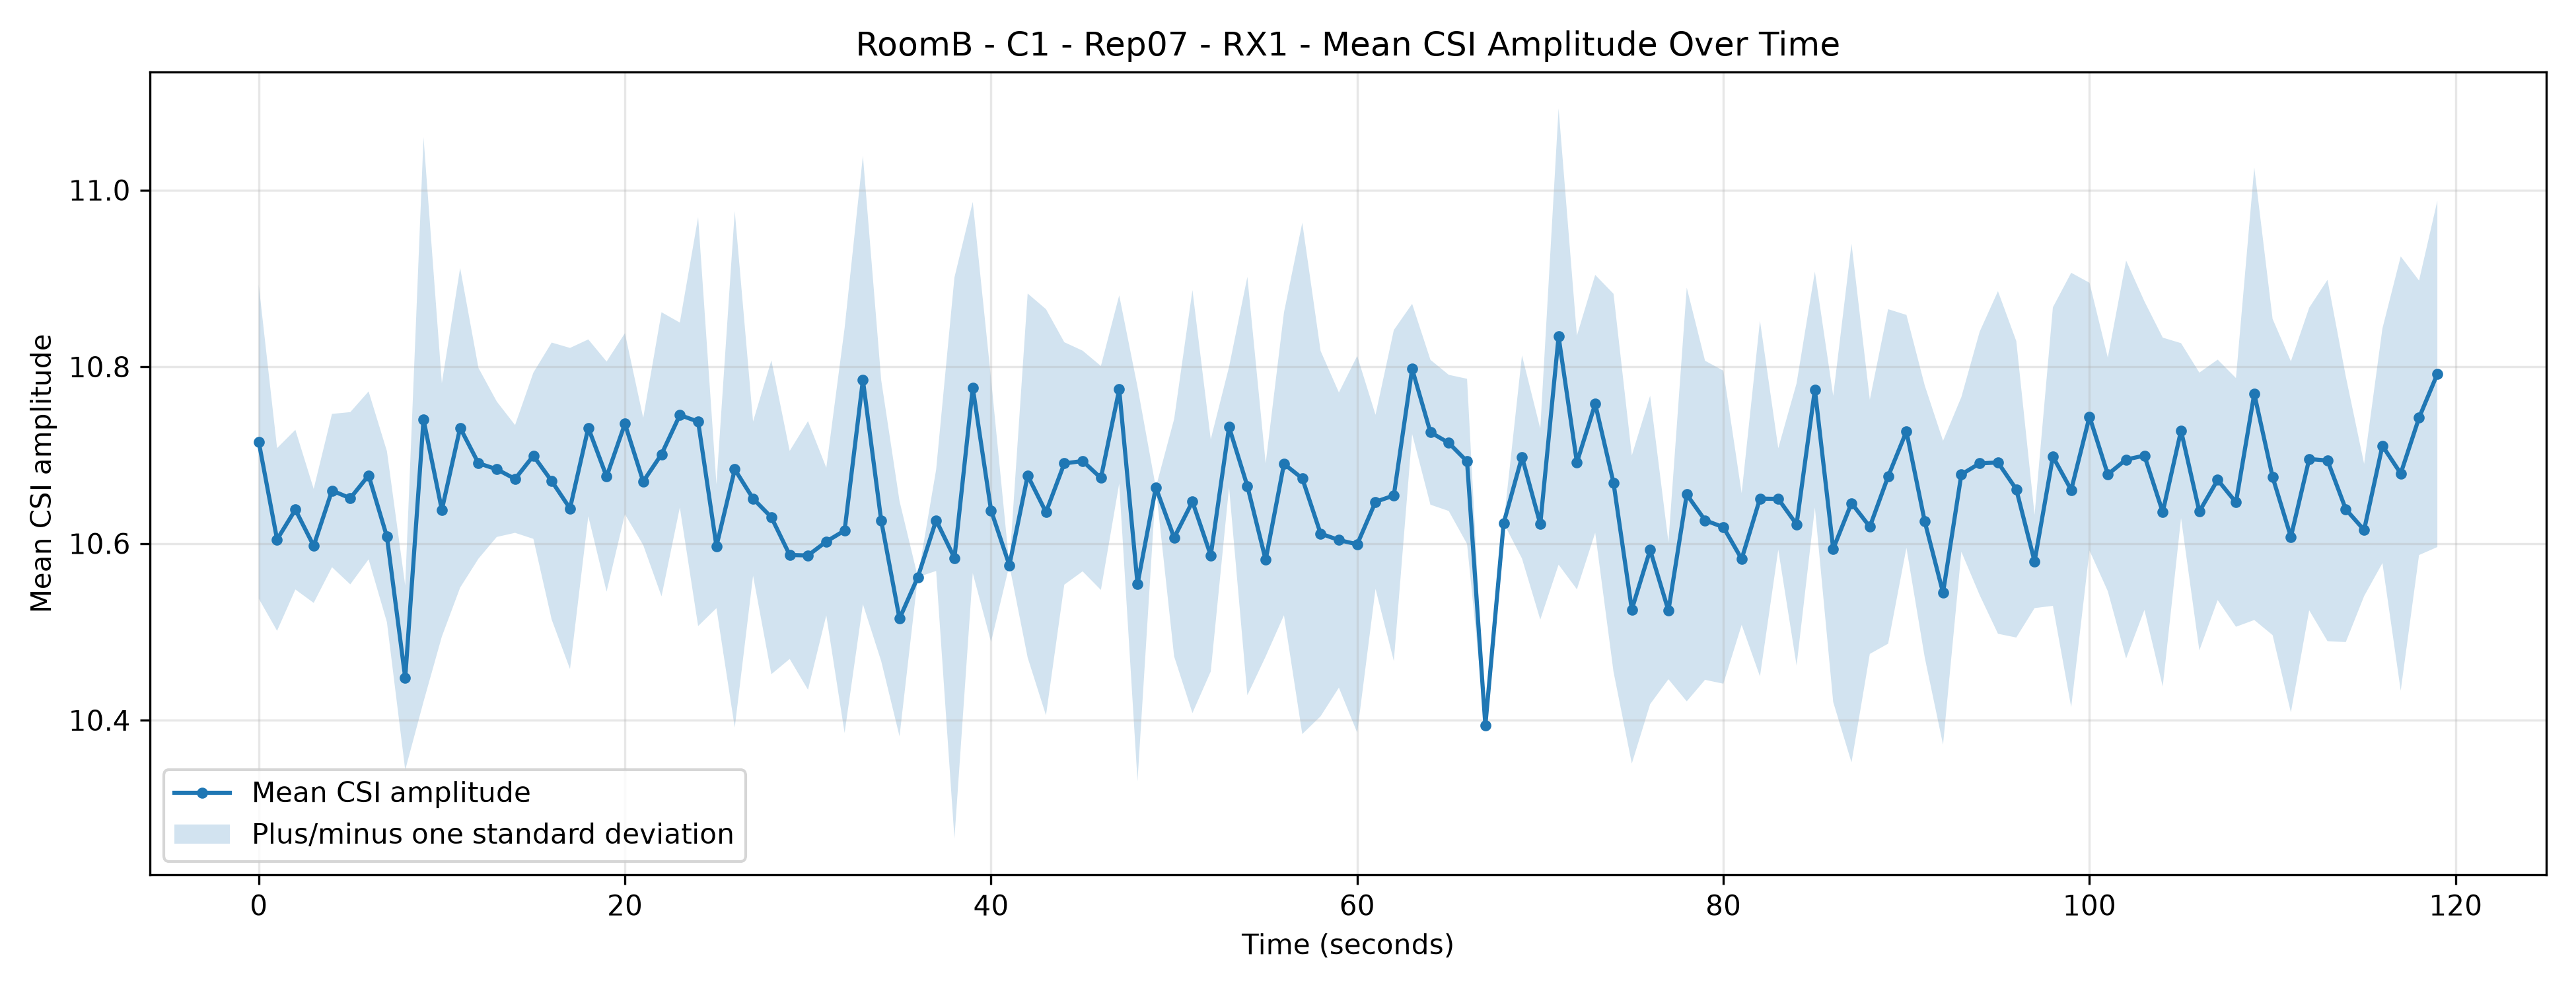 RoomB - C1 - Rep07 - RX1 - Mean CSI Amplitude Over Time
Mean CSI amplitude
11.0
10.8
10.6
10.4
Mean CSI amplitude
Plus/minus one standard deviation
0 20 40 60 80 100 120
Time (seconds)